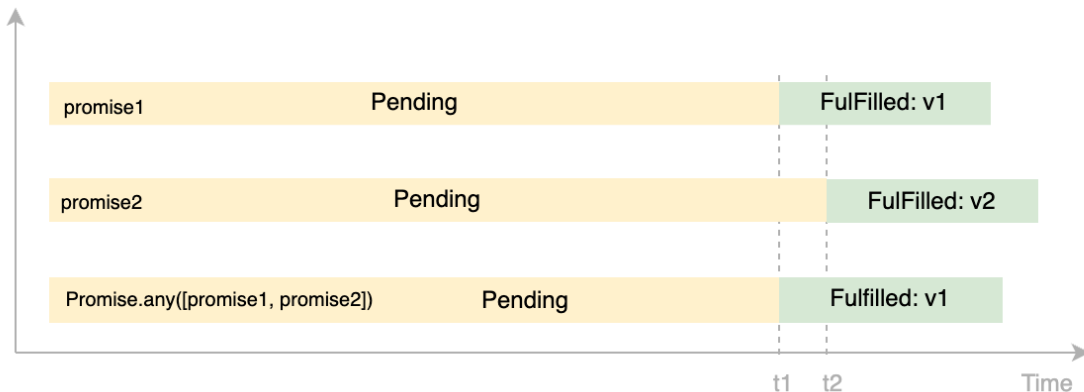 promise1 Pending FulFilled: v1
promise2 Pending FulFilled: v2
Promise.any([promise1, promise2]) Pending Fulfilled: v1
t1 t2 Time